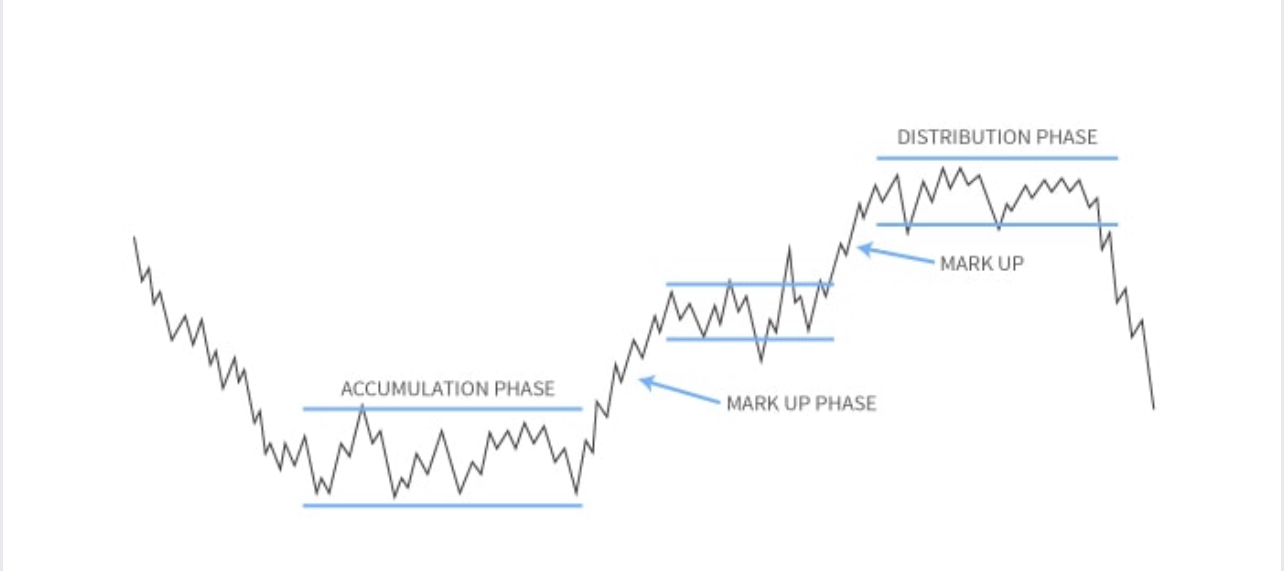 DISTRIBUTION PHASE
MARK UP
ACCUMULATION PHASE
MARK UP PHASE